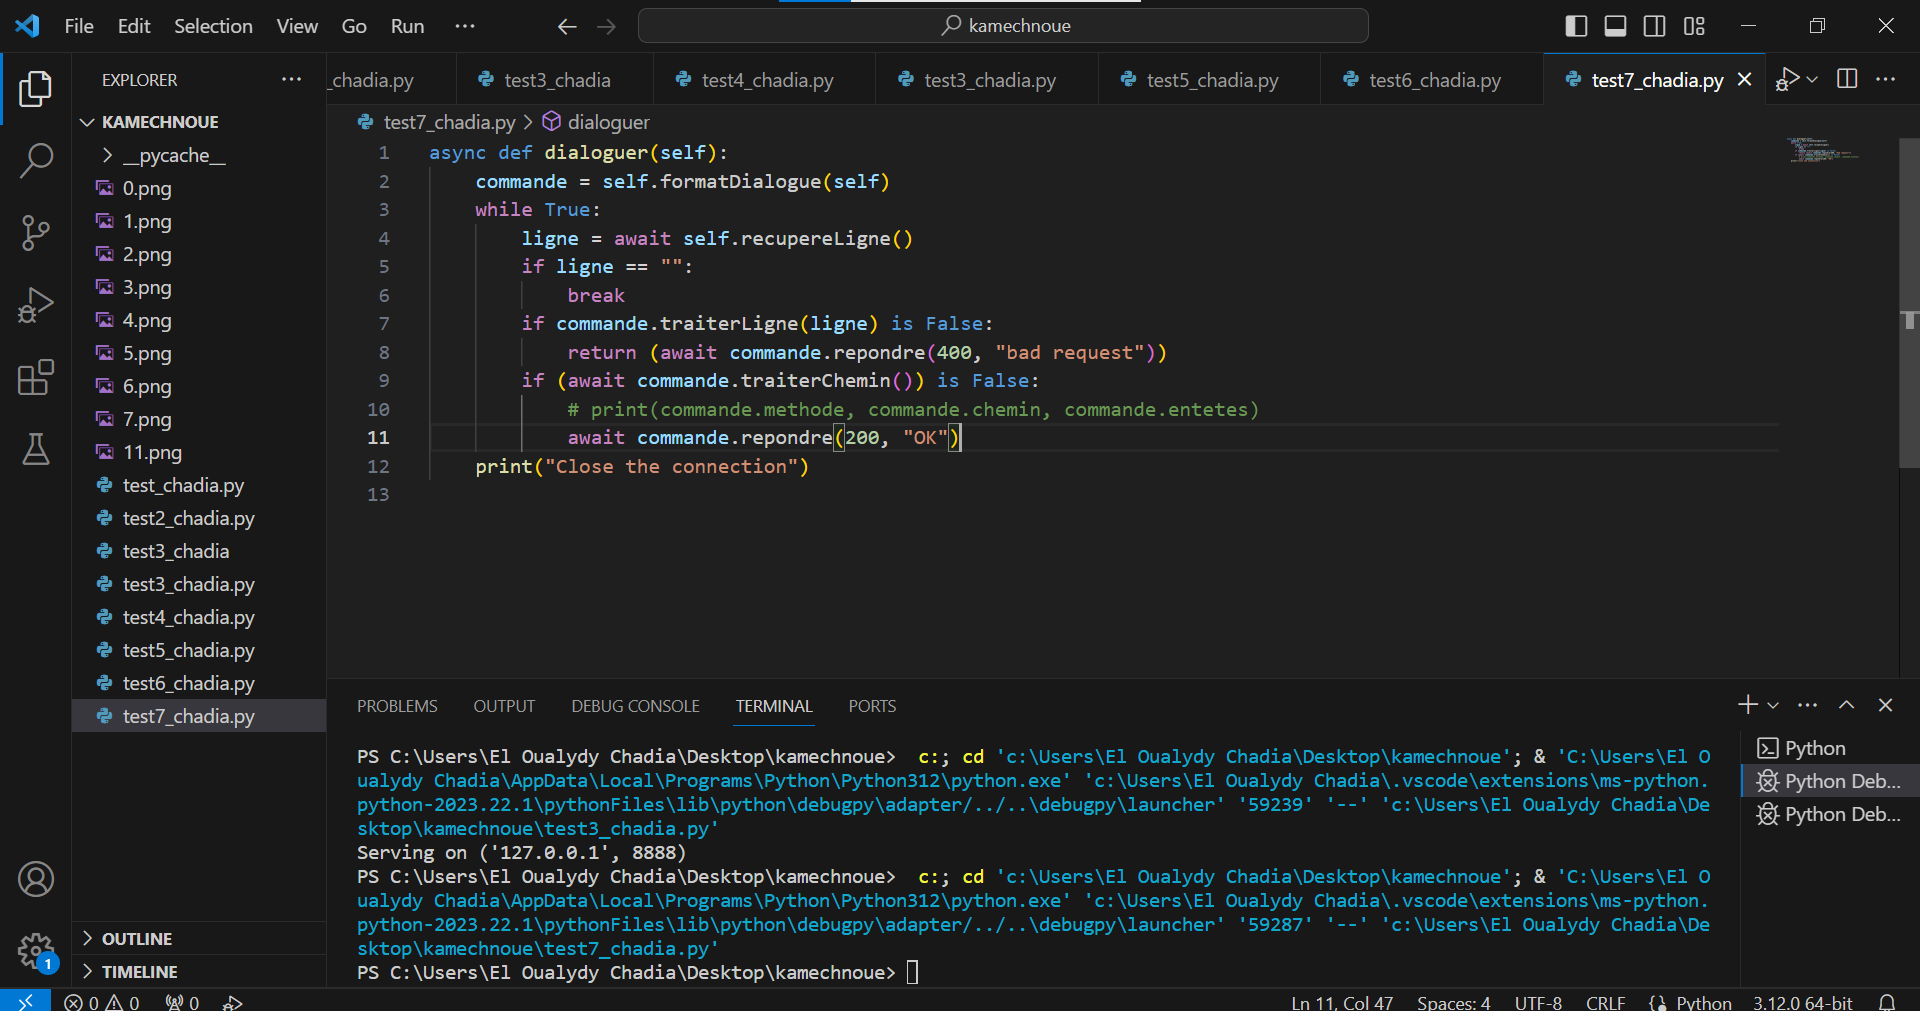 File Edit Selection View Go Run ··· kamechnoue
EXPLORER ···
_chadia.py test3_chadia test4_chadia.py test3_chadia.py test5_chadia.py test6_chadia.py test7_chadia.py
KAMECHNOUE
__pycache__
0.png
1.png
2.png
3.png
4.png
5.png
6.png
7.png
11.png
test_chadia.py
test2_chadia.py
test3_chadia
test3_chadia.py
test4_chadia.py
test5_chadia.py
test6_chadia.py
test7_chadia.py
OUTLINE
TIMELINE
test7_chadia.py > dialoguer
1 async def dialoguer(self):
2 commande = self.formatDialogue(self)
3 while True:
4 ligne = await self.recupereLigne()
5 if ligne == "":
6 break
7 if commande.traiterLigne(ligne) is False:
8 return (await commande.repondre(400, "bad request"))
9 if (await commande.traiterChemin()) is False:
10 # print(commande.methode, commande.chemin, commande.entetes)
11 await commande.repondre(200, "OK")
12 print("Close the connection")
13
PROBLEMS OUTPUT DEBUG CONSOLE TERMINAL PORTS
PS C:\Users\El Oualydy Chadia\Desktop\kamechnoue>  c:; cd 'c:\Users\El Oualydy Chadia\Desktop\kamechnoue'; & 'C:\Users\El O
ualydy Chadia\AppData\Local\Programs\Python\Python312\python.exe' 'c:\Users\El Oualydy Chadia\.vscode\extensions\ms-python.
python-2023.22.1\pythonFiles\lib\python\debugpy\adapter/../..\debugpy\launcher' '59239' '--' 'c:\Users\El Oualydy Chadia\De
sktop\kamechnoue\test3_chadia.py'
Serving on ('127.0.0.1', 8888)
PS C:\Users\El Oualydy Chadia\Desktop\kamechnoue>  c:; cd 'c:\Users\El Oualydy Chadia\Desktop\kamechnoue'; & 'C:\Users\El O
ualydy Chadia\AppData\Local\Programs\Python\Python312\python.exe' 'c:\Users\El Oualydy Chadia\.vscode\extensions\ms-python.
python-2023.22.1\pythonFiles\lib\python\debugpy\adapter/../..\debugpy\launcher' '59287' '--' 'c:\Users\El Oualydy Chadia\De
sktop\kamechnoue\test7_chadia.py'
PS C:\Users\El Oualydy Chadia\Desktop\kamechnoue>
Python
Python Deb...
Python Deb...
1
0 0 0 Ln 11, Col 47 Spaces: 4 UTF-8 CRLF Python 3.12.0 64-bit